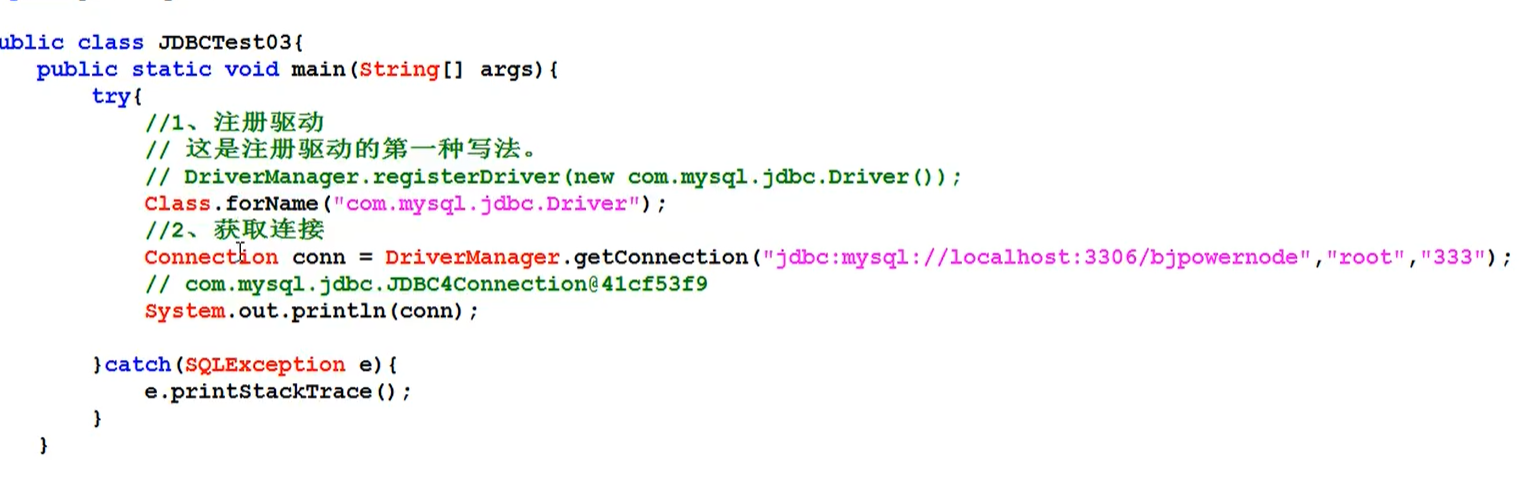 ublic class JDBCTest03{
public static void main(String[] args){
try{
//1、注册驱动
// 这是注册驱动的第一种写法。
// DriverManager.registerDriver(new com.mysql.jdbc.Driver());
Class.forName("com.mysql.jdbc.Driver");
//2、获取连接
Connection conn = DriverManager.getConnection("jdbc:mysql://localhost:3306/bjpowernode","root","333");
// com.mysql.jdbc.JDBC4Connection@41cf53f9
System.out.println(conn);
}catch(SQLException e){
e.printStackTrace();
}
}